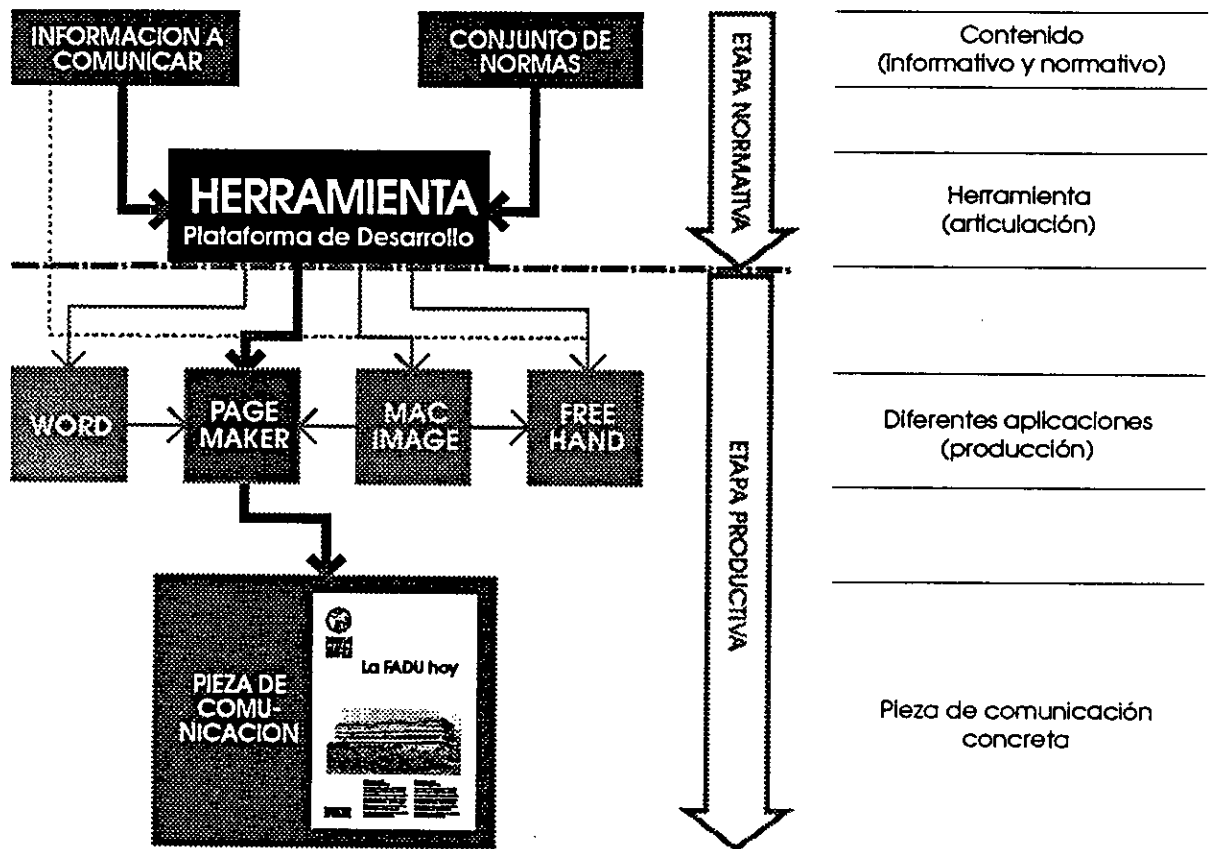 INFORMACION A
COMUNICAR
CONJUNTO DE
NORMAS
HERRAMIENTA
Plataforma de Desarrollo
WORD
PAGE
MAKER
MAC
IMAGE
FREE
HAND
PIEZA DE
COMU-
NICACION
La FADU hoy
ETAPA NORMATIVA
ETAPA PRODUCTIVA
Contenido
(informativo y normativo)
Herramienta
(articulación)
Diferentes aplicaciones
(producción)
Pieza de comunicación
concreta